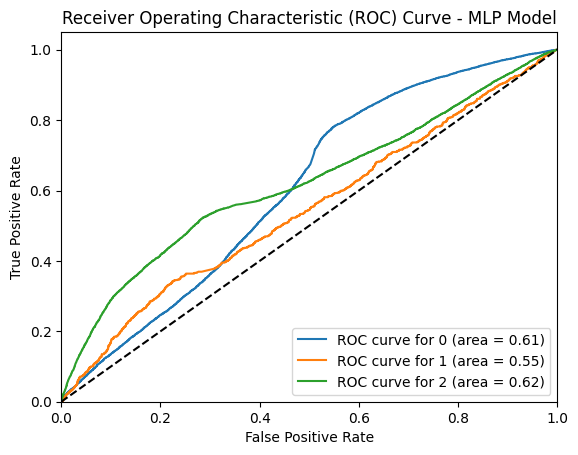 Receiver Operating Characteristic (ROC) Curve - MLP Model
1.0
0.8
0.6
0.4
0.2
0.0
True Positive Rate
ROC curve for 0 (area = 0.61)
ROC curve for 1 (area = 0.55)
ROC curve for 2 (area = 0.62)
0.0 0.2 0.4 0.6 0.8 1.0
False Positive Rate